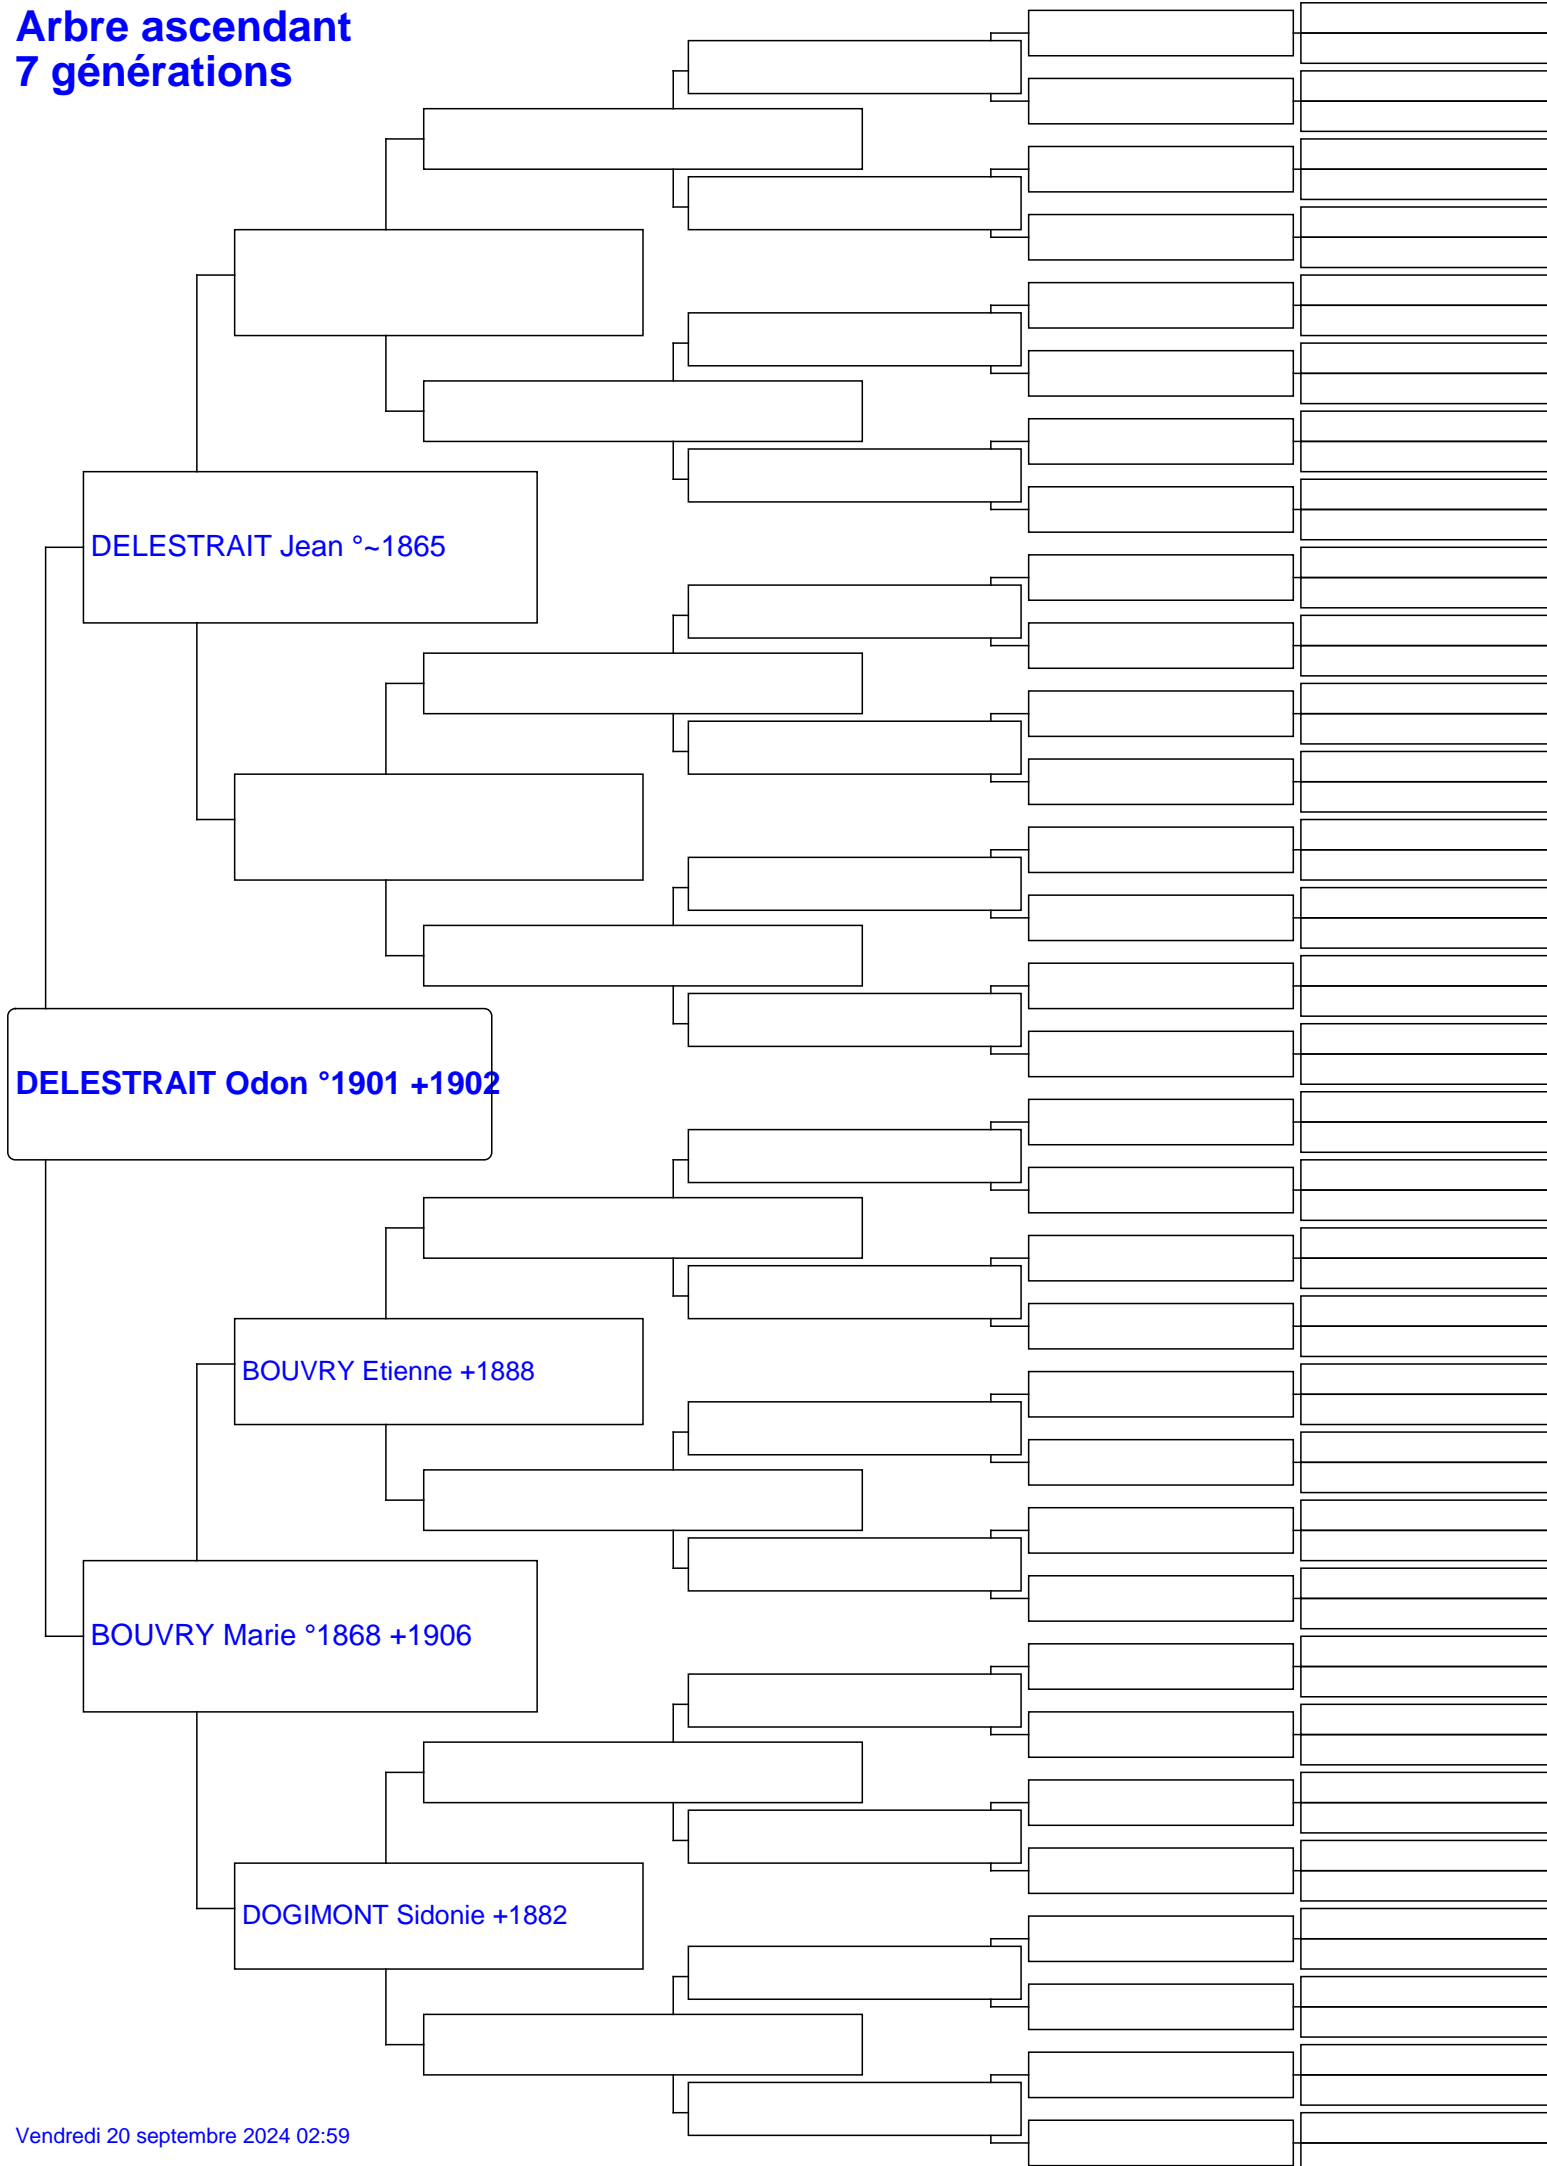 Arbre ascendant
7 générations
DELESTRAIT Jean °~1865
DELESTRAIT Odon °1901 +1902
BOUVRY Etienne +1888
BOUVRY Marie °1868 +1906
DOGIMONT Sidonie +1882
Vendredi 20 septembre 2024 02:59